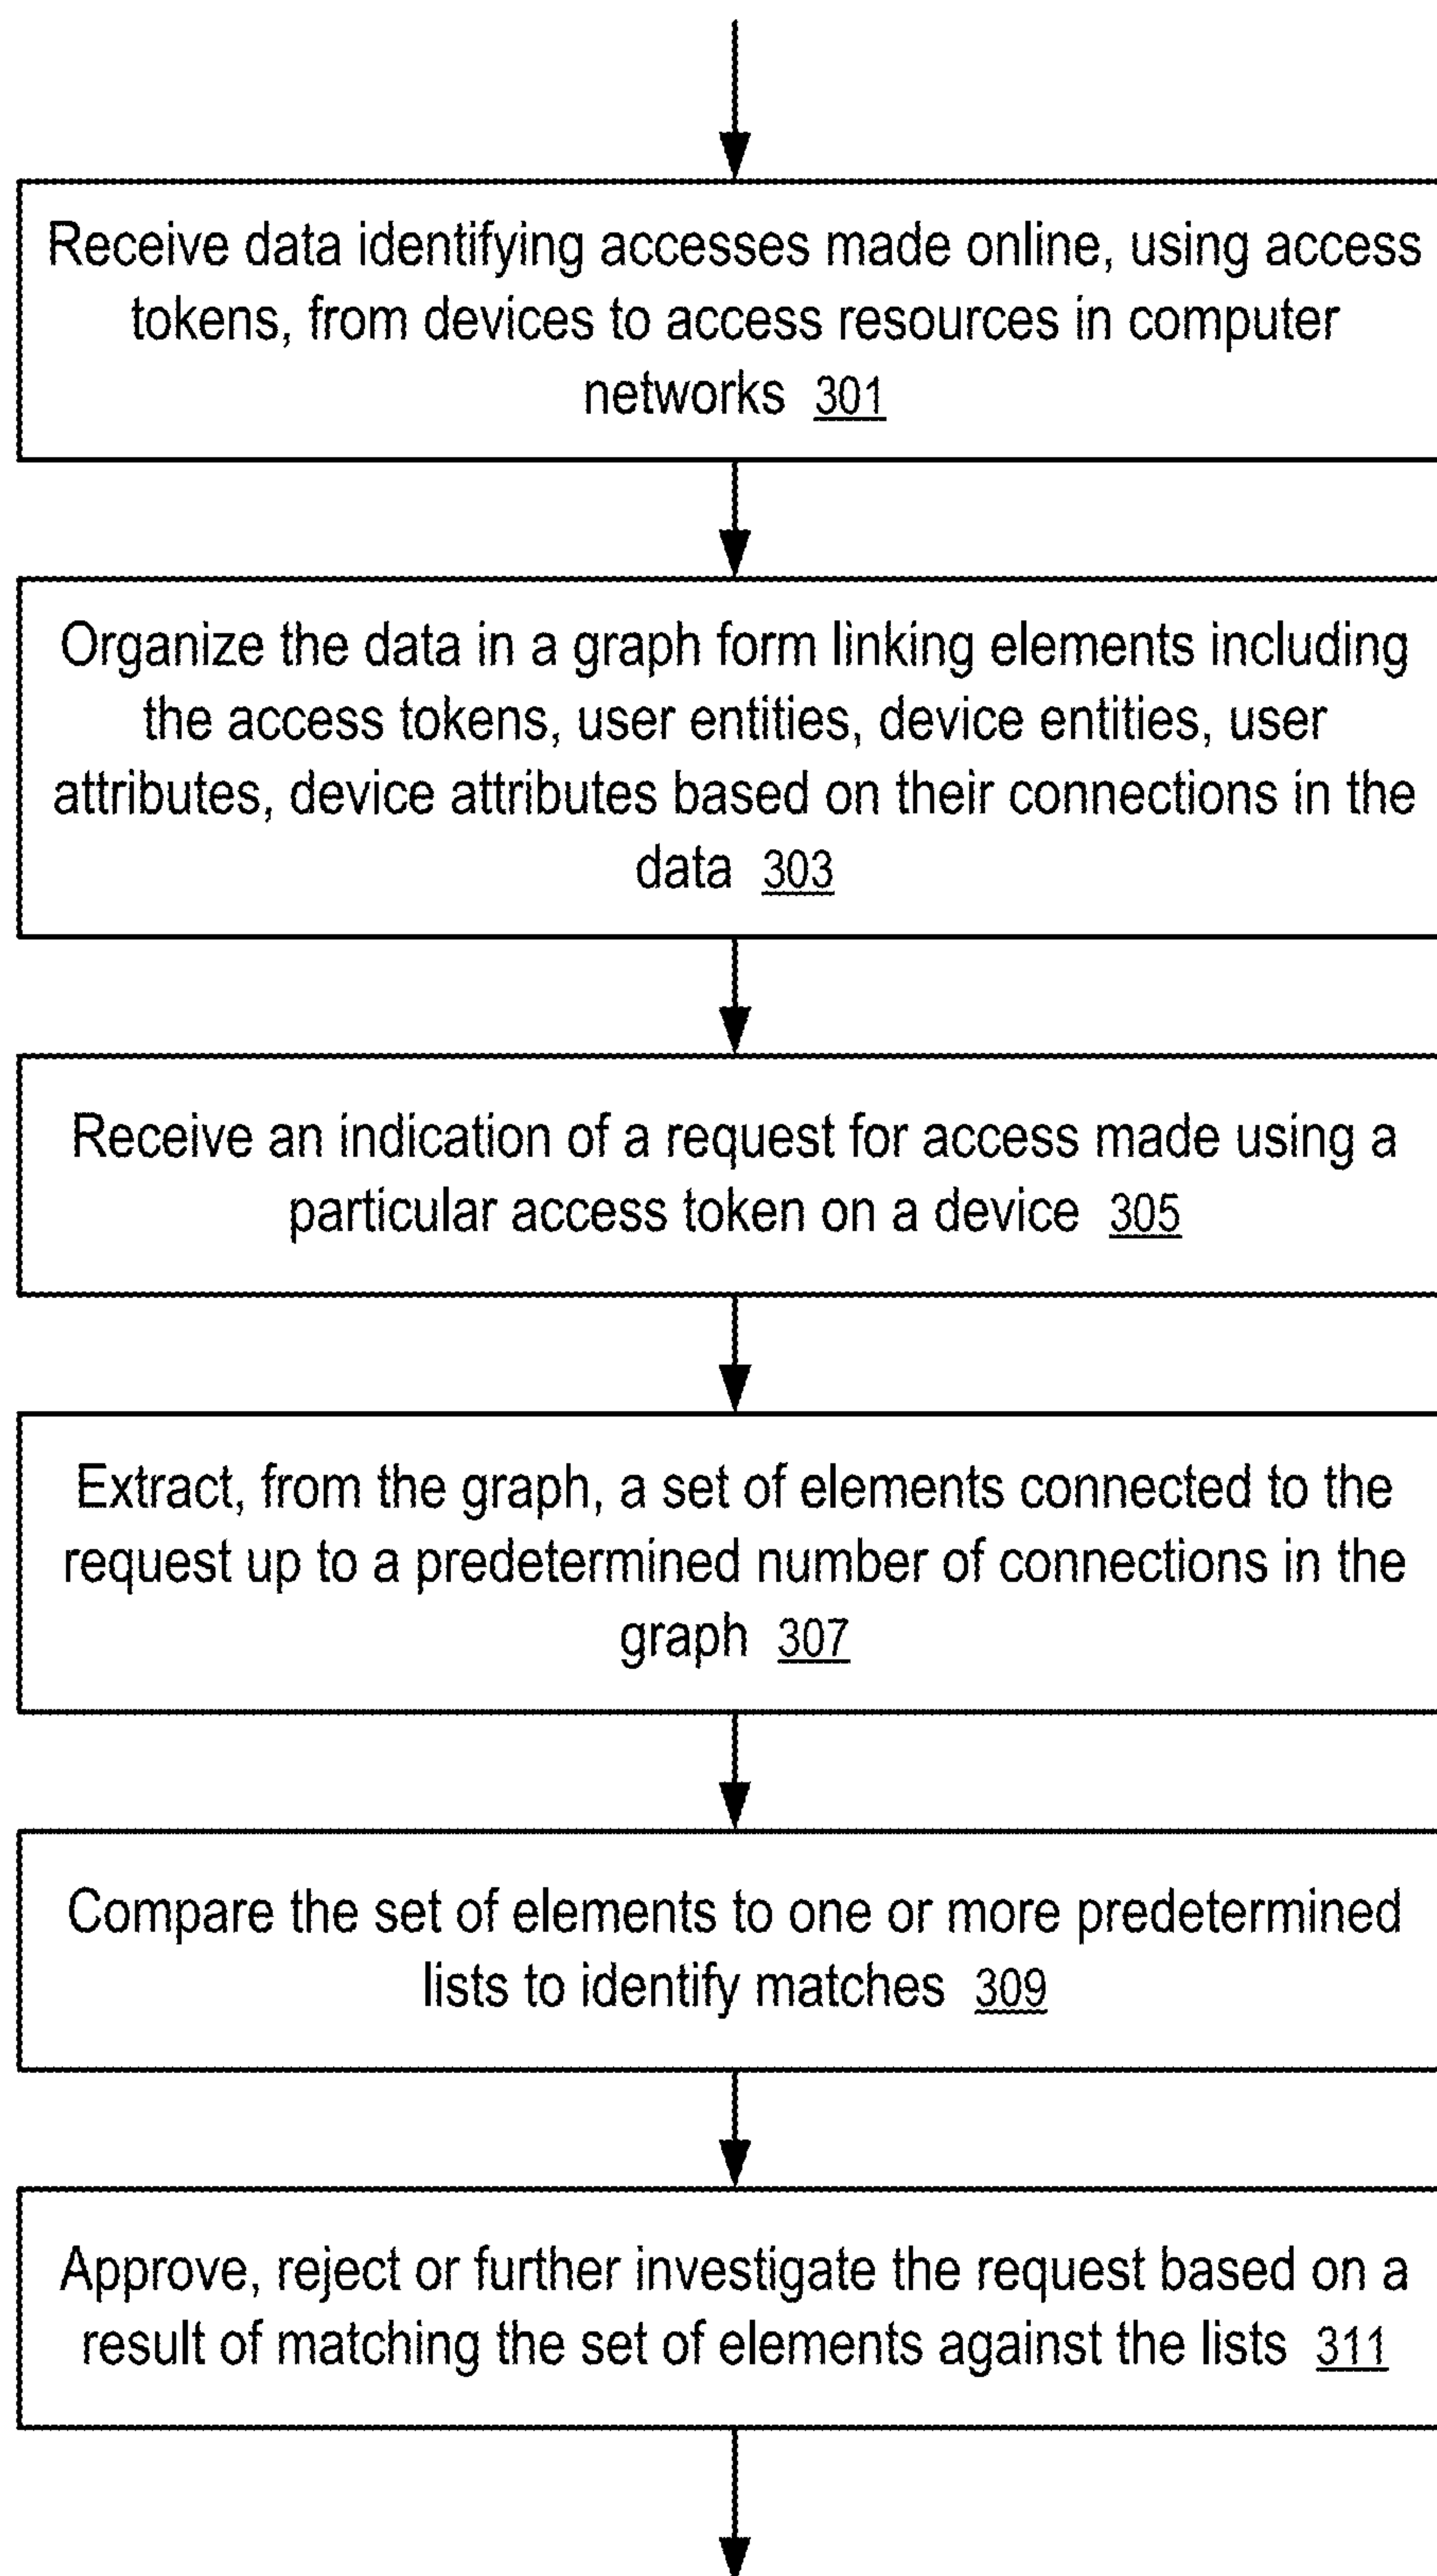 Receive data identifying accesses made online, using access
tokens, from devices to access resources in computer
networks 301
Organize the data in a graph form linking elements including
the access tokens, user entities, device entities, user
attributes, device attributes based on their connections in the
data 303
Receive an indication of a request for access made using a
particular access token on a device 305
Extract, from the graph, a set of elements connected to the
request up to a predetermined number of connections in the
graph 307
Compare the set of elements to one or more predetermined
lists to identify matches 309
Approve, reject or further investigate the request based on a
result of matching the set of elements against the lists 311